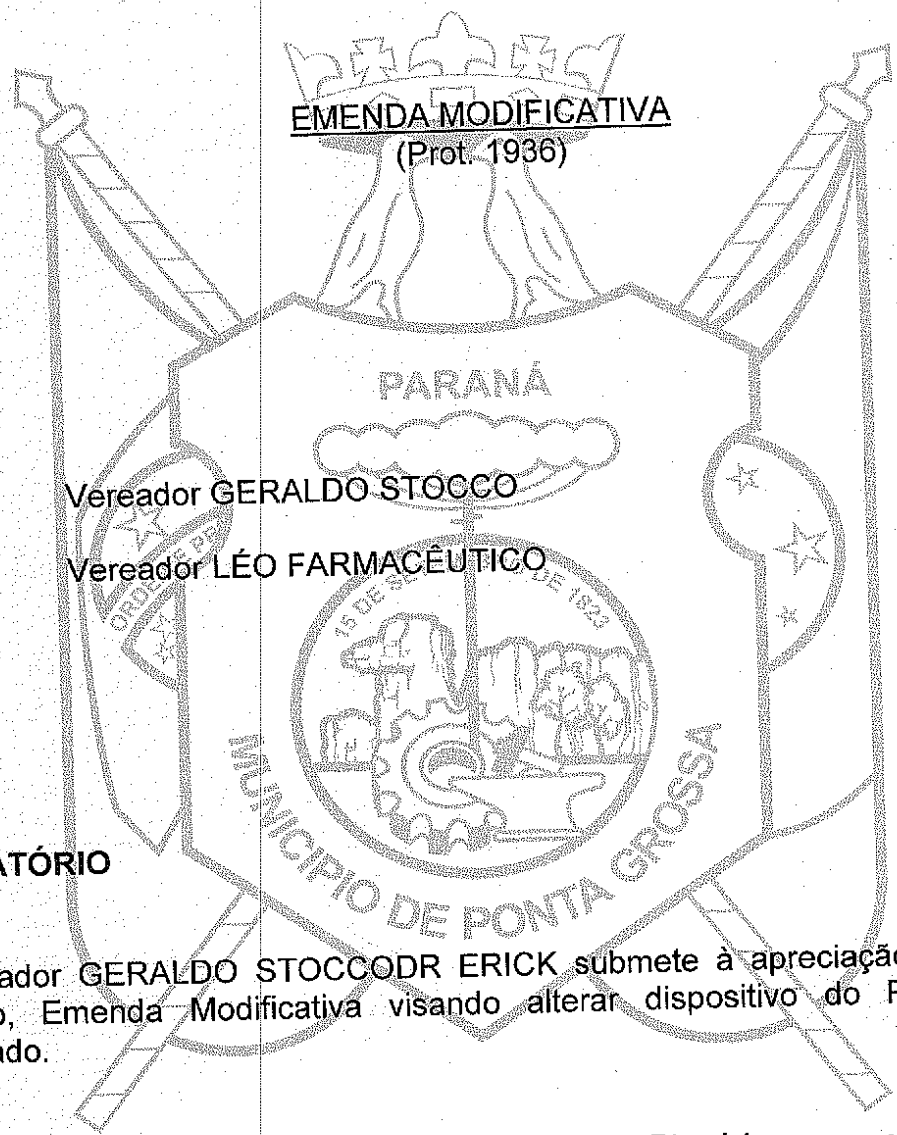 EMENDA MODIFICATIVA
(Prot. 1936)
PARANÁ
Vereador GERALDO STOCCO
Vereador LÉO FARMACÊUTICO
15 DE SE DE 1823
MUNICÍPIO DE PONTA GROSSA
ATÓRIO
ador GERALDO STOCCODR ERICK submete à apreciação
o, Emenda Modificativa visando alterar dispositivo do P
ado.